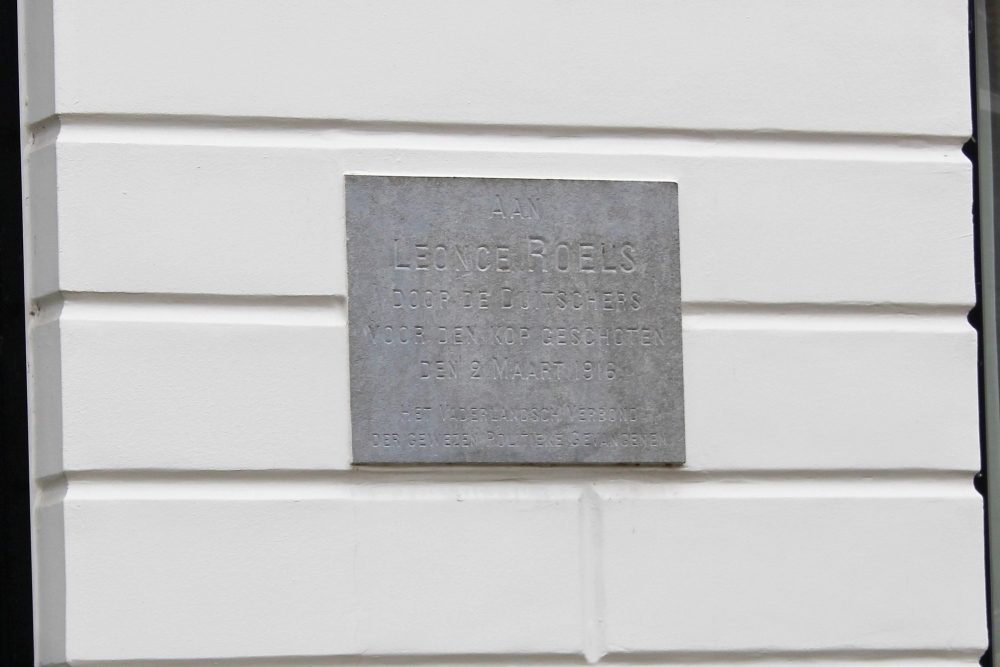 AAN
LEONCE ROELS
DOOR DE DUITSCHERS
VOOR DEN KOP GESCHOTEN
DEN 2 MAART 1916
HET VADERLANDSCH VERBOND
DER GEWEZEN POLITIEKE GEVANGENEN